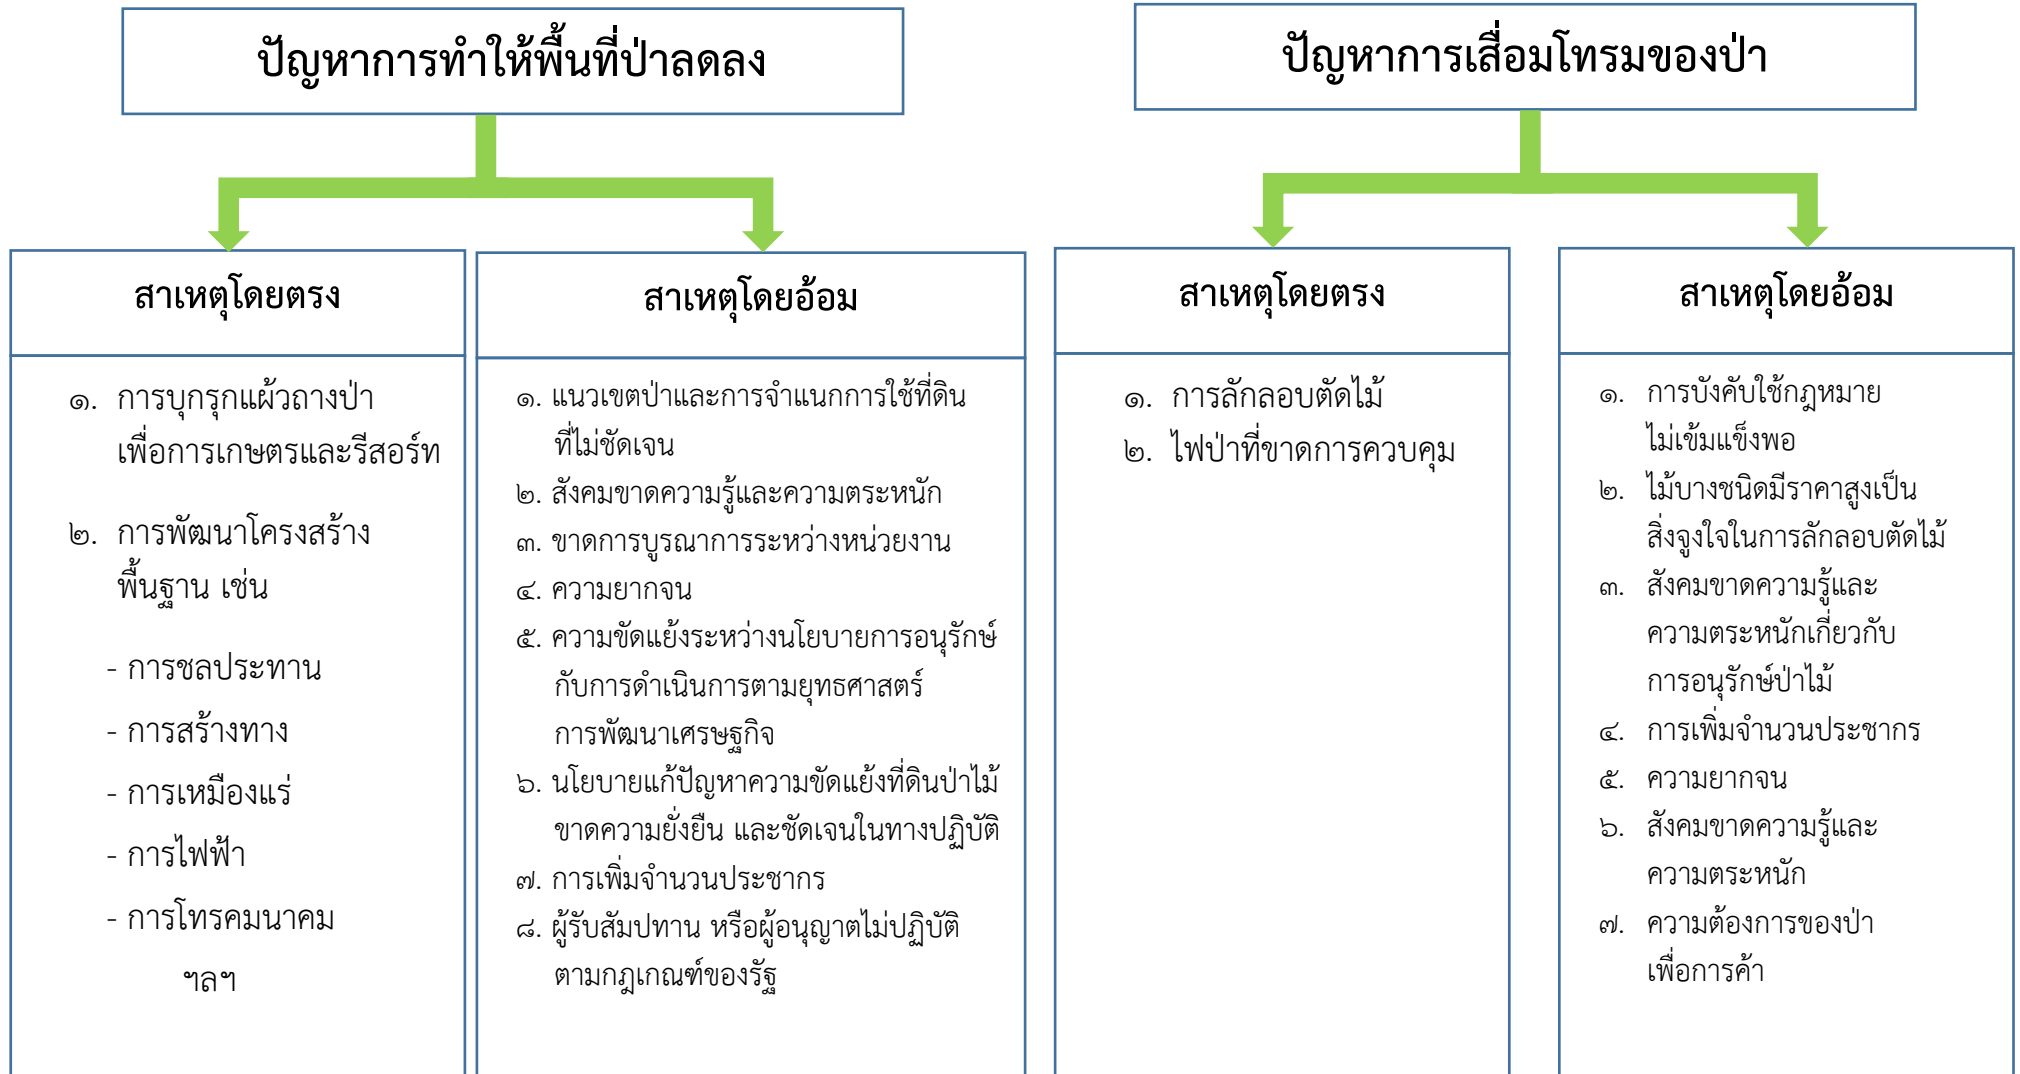 ปัญหาการทำให้พื้นที่ป่าลดลง
สาเหตุโดยตรง
๑. การบุกรุกแผ้วถางป่า
เพื่อการเกษตรและรีสอร์ท
๒. การพัฒนาโครงสร้าง
พื้นฐาน เช่น
- การชลประทาน
- การสร้างทาง
- การเหมืองแร่
- การไฟฟ้า
- การโทรคมนาคม
ฯลฯ
สาเหตุโดยอ้อม
๑. แนวเขตป่าและการจำแนกการใช้ที่ดิน
ที่ไม่ชัดเจน
๒. สังคมขาดความรู้และความตระหนัก
๓. ขาดการบูรณาการระหว่างหน่วยงาน
๔. ความยากจน
๕. ความขัดแย้งระหว่างนโยบายการอนุรักษ์
กับการดำเนินการตามยุทธศาสตร์
การพัฒนาเศรษฐกิจ
๖. นโยบายแก้ปัญหาความขัดแย้งที่ดินป่าไม้
ขาดความยั่งยืน และชัดเจนในทางปฏิบัติ
๗. การเพิ่มจำนวนประชากร
๘. ผู้รับสัมปทาน หรือผู้อนุญาตไม่ปฏิบัติ
ตามกฎเกณฑ์ของรัฐ
ปัญหาการเสื่อมโทรมของป่า
สาเหตุโดยตรง
๑. การลักลอบตัดไม้
๒. ไฟป่าที่ขาดการควบคุม
สาเหตุโดยอ้อม
๑. การบังคับใช้กฎหมาย
ไม่เข้มแข็งพอ
๒. ไม้บางชนิดมีราคาสูงเป็น
สิ่งจูงใจในการลักลอบตัดไม้
๓. สังคมขาดความรู้และ
ความตระหนักเกี่ยวกับ
การอนุรักษ์ป่าไม้
๔. การเพิ่มจำนวนประชากร
๕. ความยากจน
๖. สังคมขาดความรู้และ
ความตระหนัก
๗. ความต้องการของป่า
เพื่อการค้า